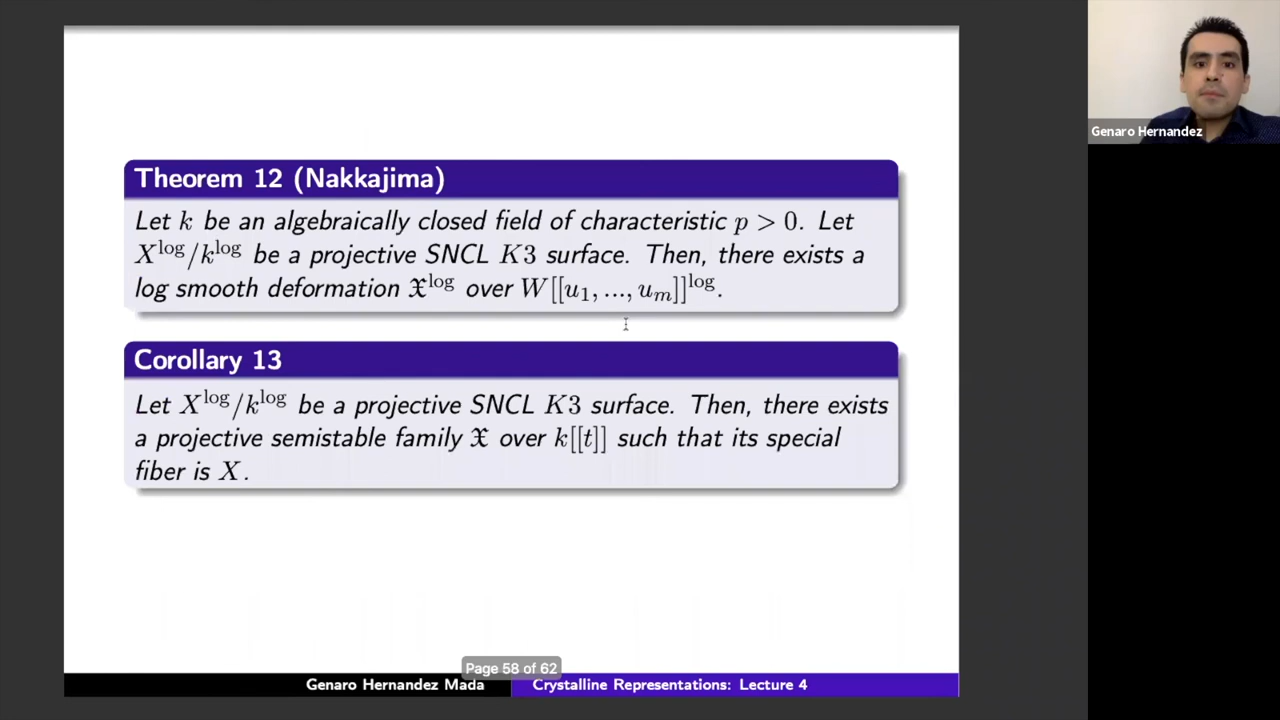 Genaro Hernandez
Theorem 12 (Nakkajima)
Let k be an algebraically closed field of characteristic p > 0. Let
X^log/k^log be a projective SNCL K3 surface. Then, there exists a
log smooth deformation 𝔛^log over W[[u_1, ..., u_m]]^log.
Corollary 13
Let X^log/k^log be a projective SNCL K3 surface. Then, there exists
a projective semistable family 𝔛 over k[[t]] such that its special
fiber is X.
Page 58 of 62
Genaro Hernandez Mada Crystalline Representations: Lecture 4